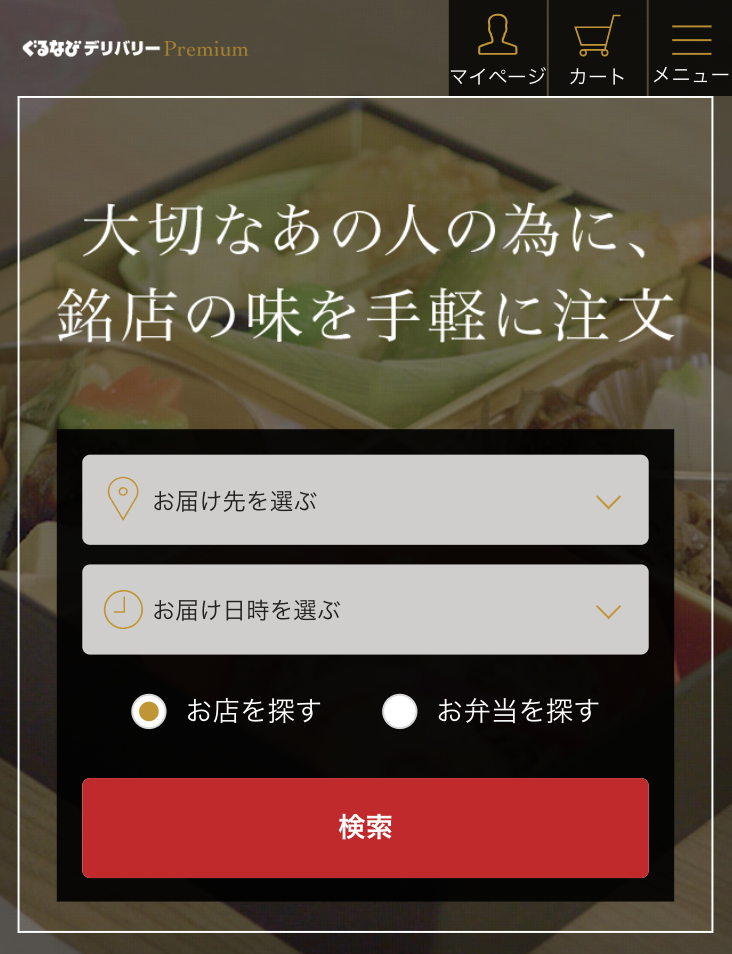 ぐるなびデリバリー Premium
マイページ
カート
メニュー
大切なあの人の為に、
銘店の味を手軽に注文
お届け先を選ぶ
お届け日時を選ぶ
お店を探す
お弁当を探す
検索